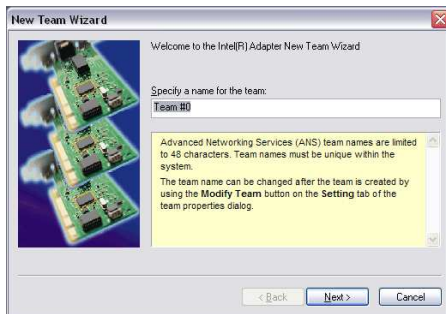 New Team Wizard
Welcome to the Intel(R) Adapter New Team Wizard
Specify a name for the team:
Team #0
Advanced Networking Services (ANS) team names are limited
to 48 characters. Team names must be unique within the
system.
The team name can be changed after the team is created by
using the Modify Team button on the Setting tab of the
team properties dialog.
< Back
Next >
Cancel